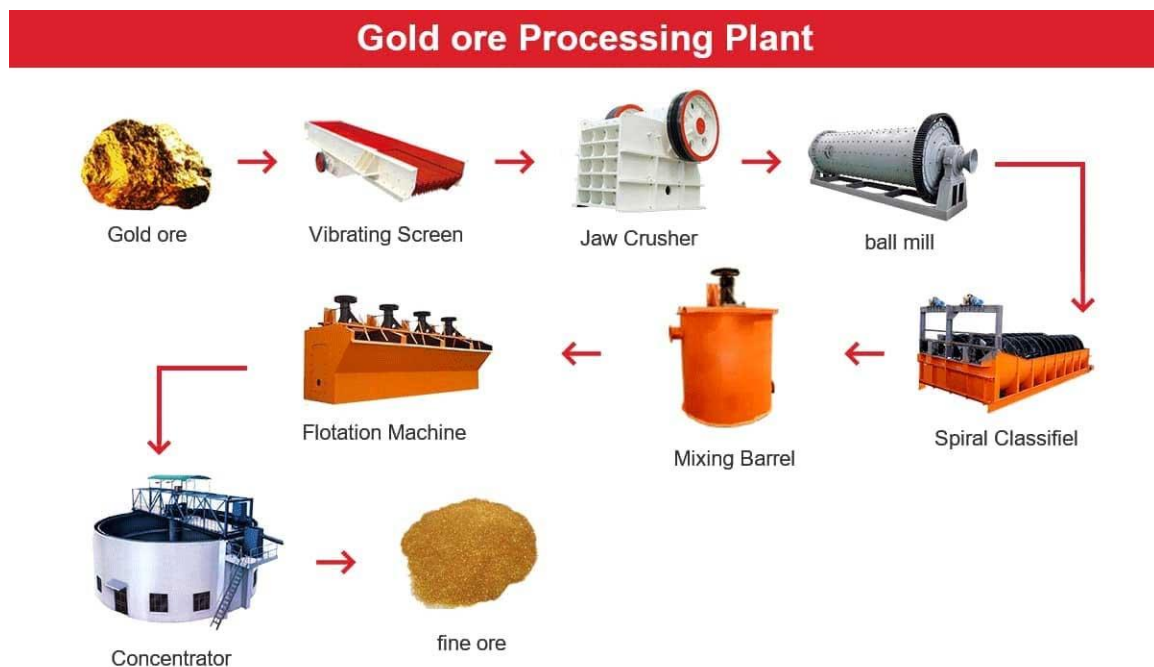 Gold ore Processing Plant
Gold ore
Vibrating Screen
Jaw Crusher
ball mill
Spiral Classifiel
Mixing Barrel
Flotation Machine
Concentrator
fine ore